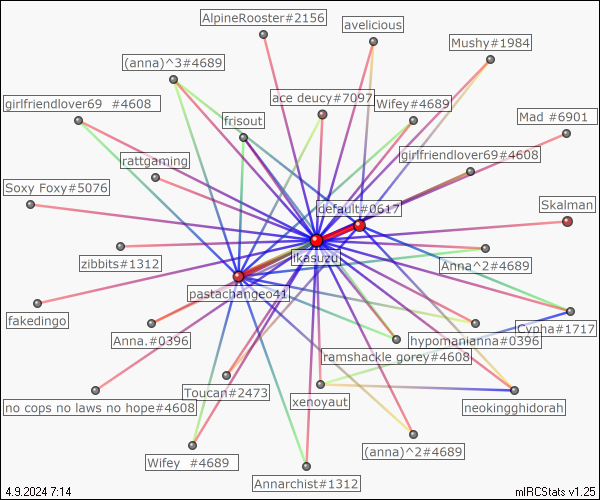 AlpineRooster#2156
avelicious
Mushy#1984
(anna)^3#4689
girlfriendlover69 #4608
ace deucy#7097
Wifey#4689
frisout
Mad #6901
rattgaming
girlfriendlover69#4608
Soxy Foxy#5076
default#0617
Skalman
zibbits#1312
ikasuzu
Anna^2#4689
pastachangeo41
fakedingo
Anna.#0396
hypomanianna#0396
Cypha#1717
ramshackle gorey#4608
Toucan#2473
xenoyaut
no cops no laws no hope#4608
neokingghidorah
Wifey #4689
(anna)^2#4689
Annarchist#1312
4.9.2024 7:14
mIRCStats v1.25